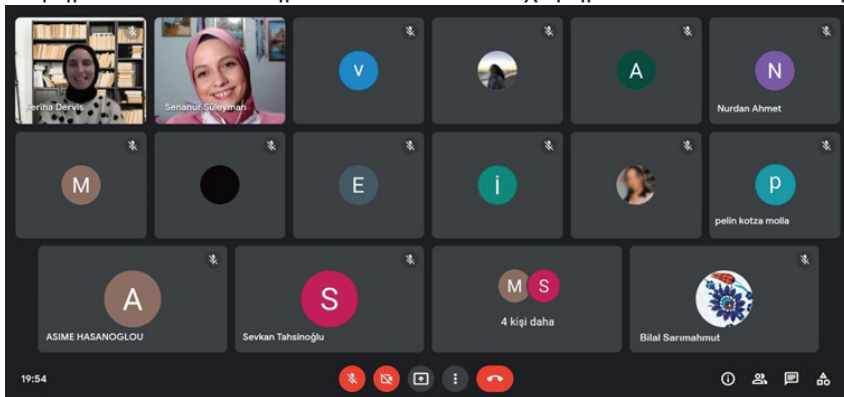 Feriha Dervis
Senanur Süleyman
V
A
N
Nurdan Ahmet
M
E
i
p
pelin kotza molla
A
ASIME HASANOGLOU
S
Sevkan Tahsinoğlu
M S
4 kişi daha
Bilal Sarımahmut
19:54